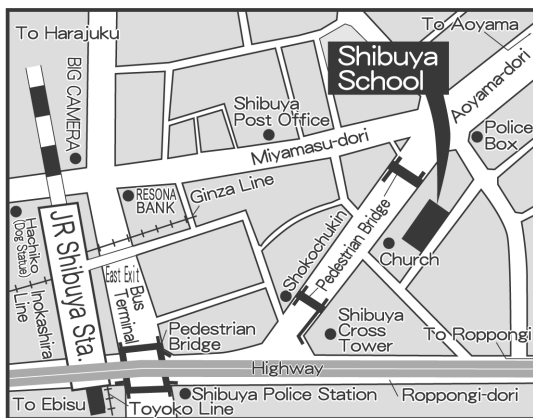 To Harajuku
To Aoyama
BIG CAMERA
Shibuya
School
Aoyama-dori
Shibuya
Post Office
Miyamasu-dori
Police
Box
RESONA
BANK
Ginza Line
Hachiko
(Dog Statue)
JR Shibuya Sta.
Inokashira
Line
East Exit
Bus
Terminal
Shokochukin
Pedestrian Bridge
Church
Pedestrian
Bridge
Shibuya
Cross
Tower
To Roppongi
Highway
To Ebisu
Toyoko Line
Shibuya Police Station
Roppongi-dori